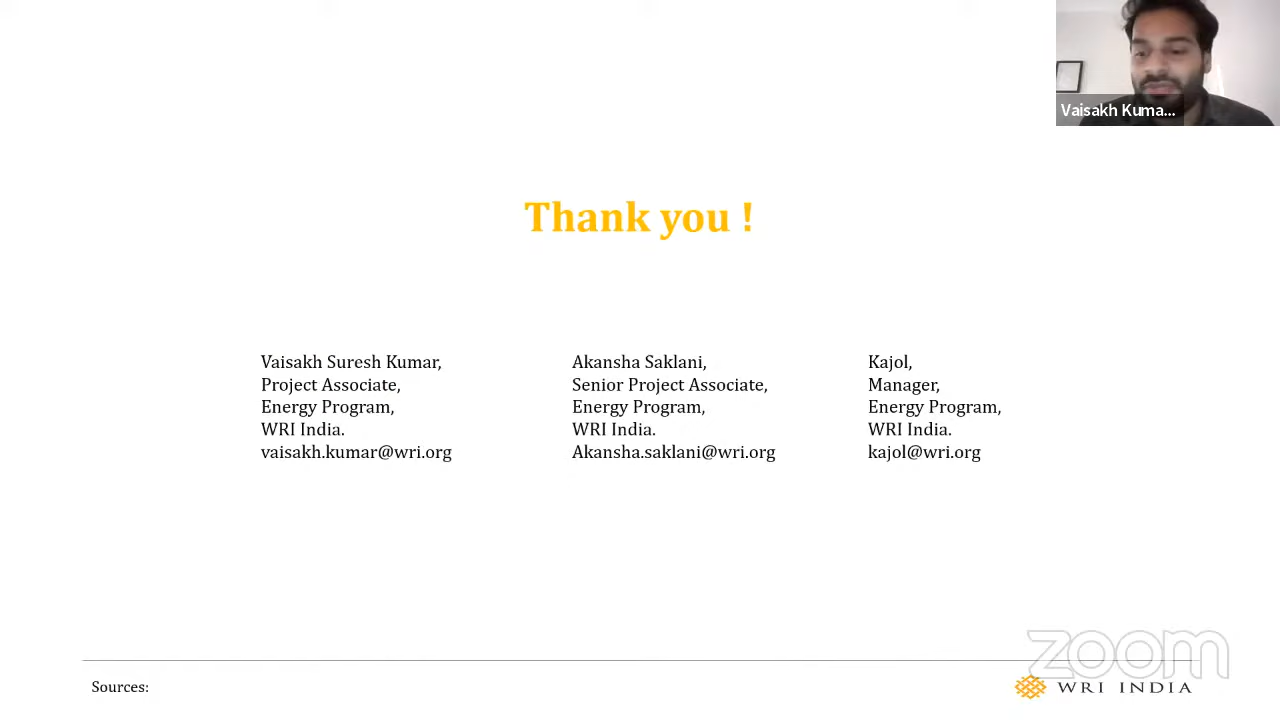 Vaisakh Kuma...
Thank you !
Vaisakh Suresh Kumar,
Project Associate,
Energy Program,
WRI India.
vaisakh.kumar@wri.org
Akansha Saklani,
Senior Project Associate,
Energy Program,
WRI India.
Akansha.saklani@wri.org
Kajol,
Manager,
Energy Program,
WRI India.
kajol@wri.org
zoom
Sources:
WRI INDIA